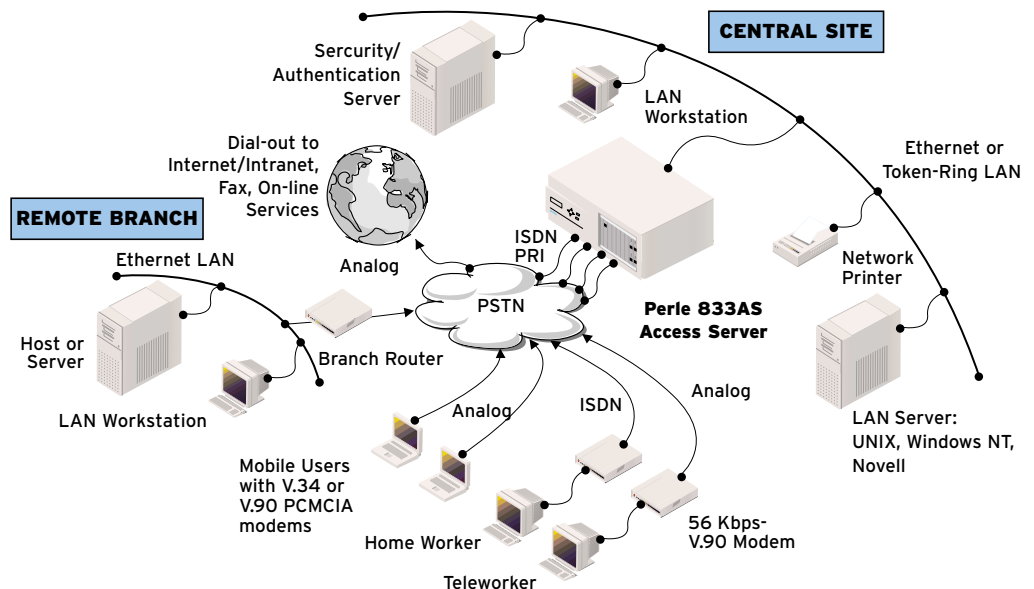 CENTRAL SITE
Sercurity/
Authentication
Server
LAN
Workstation
Dial-out to
Internet/Intranet,
Fax, On-line
Services
Ethernet or
Token-Ring LAN
REMOTE BRANCH
ISDN
PRI
Ethernet LAN
Analog
Network
Printer
PSTN
Perle 833AS
Access Server
Host or
Server
Branch Router
LAN Workstation
Analog
ISDN
Analog
LAN Server:
UNIX, Windows NT,
Novell
Mobile Users
with V.34 or
V.90 PCMCIA
modems
56 Kbps-
V.90 Modem
Home Worker
Teleworker